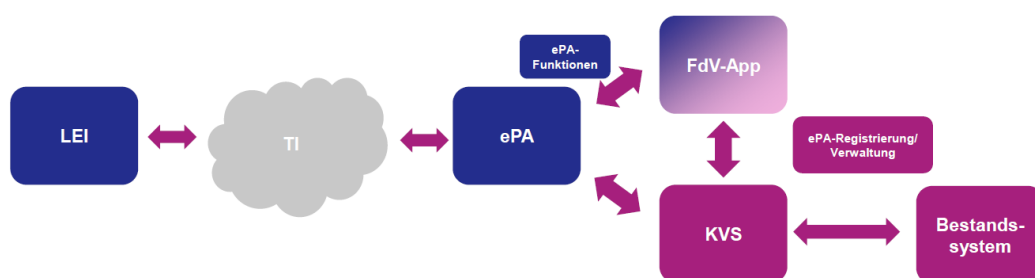 LEI
TI
ePA
ePA-
Funktionen
FdV-App
ePA-Registrierung/
Verwaltung
KVS
Bestands-
system